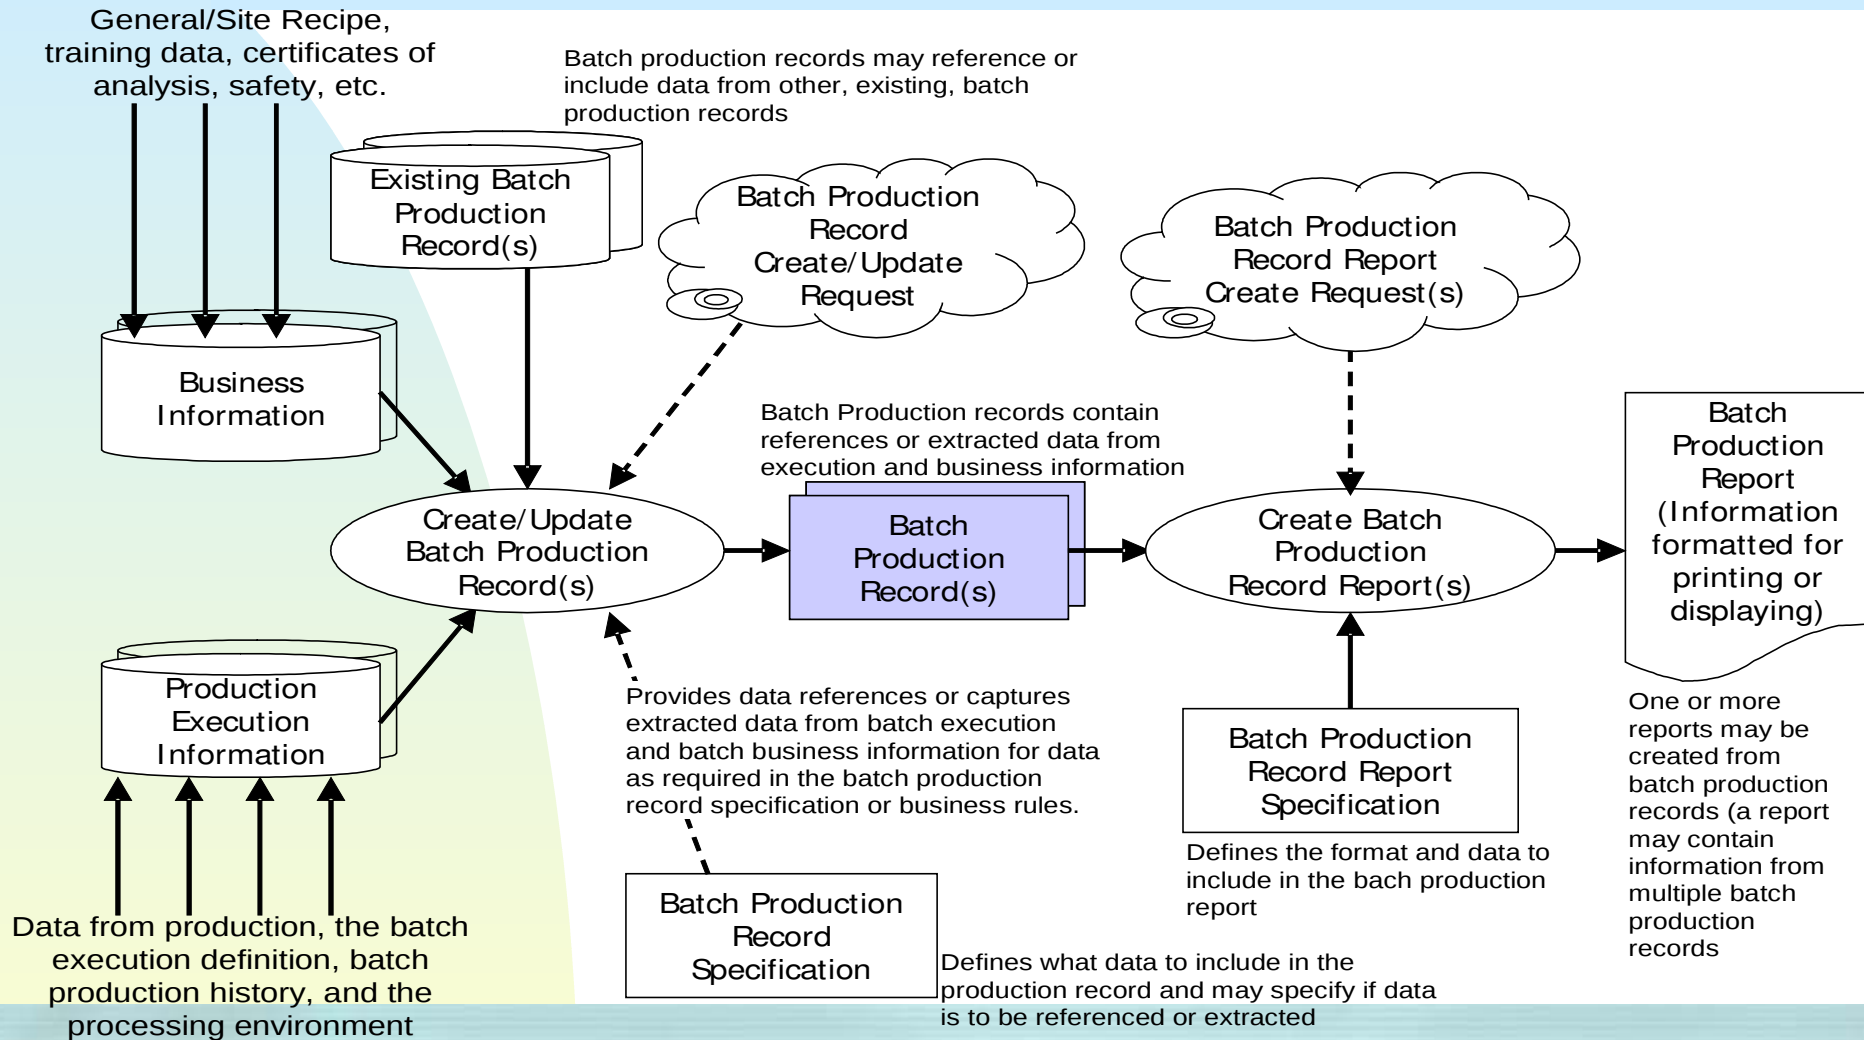 General/Site Recipe,
training data, certificates of
analysis, safety, etc.
Batch production records may reference or
include data from other, existing, batch
production records
Existing Batch
Production
Record(s)
Batch Production
Record
Create/Update
Request
Batch Production
Record Report
Create Request(s)
Business
Information
Batch Production records contain
references or extracted data from
execution and business information
Create/Update
Batch Production
Record(s)
Batch
Production
Record(s)
Create Batch
Production
Record Report(s)
Batch
Production
Report
(Information
formatted for
printing or
displaying)
Production
Execution
Information
Provides data references or captures
extracted data from batch execution
and batch business information for data
as required in the batch production
record specification or business rules.
Batch Production
Record Report
Specification
One or more
reports may be
created from
batch production
records (a report
may contain
information from
multiple batch
production
records
Defines the format and data to
include in the bach production
report
Data from production, the batch
execution definition, batch
production history, and the
processing environment
Batch Production
Record
Specification
Defines what data to include in the
production record and may specify if data
is to be referenced or extracted